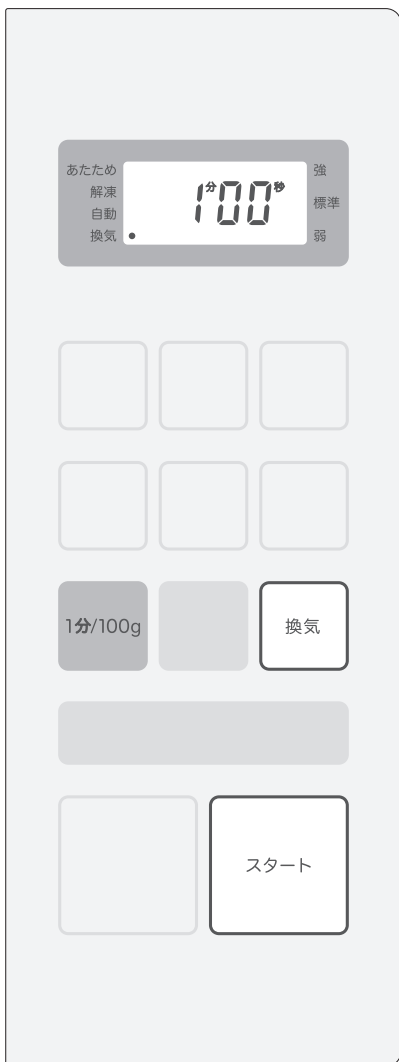 あたため
解凍
自動
換気
1分00秒
強
標準
弱
1分/100g
換気
スタート